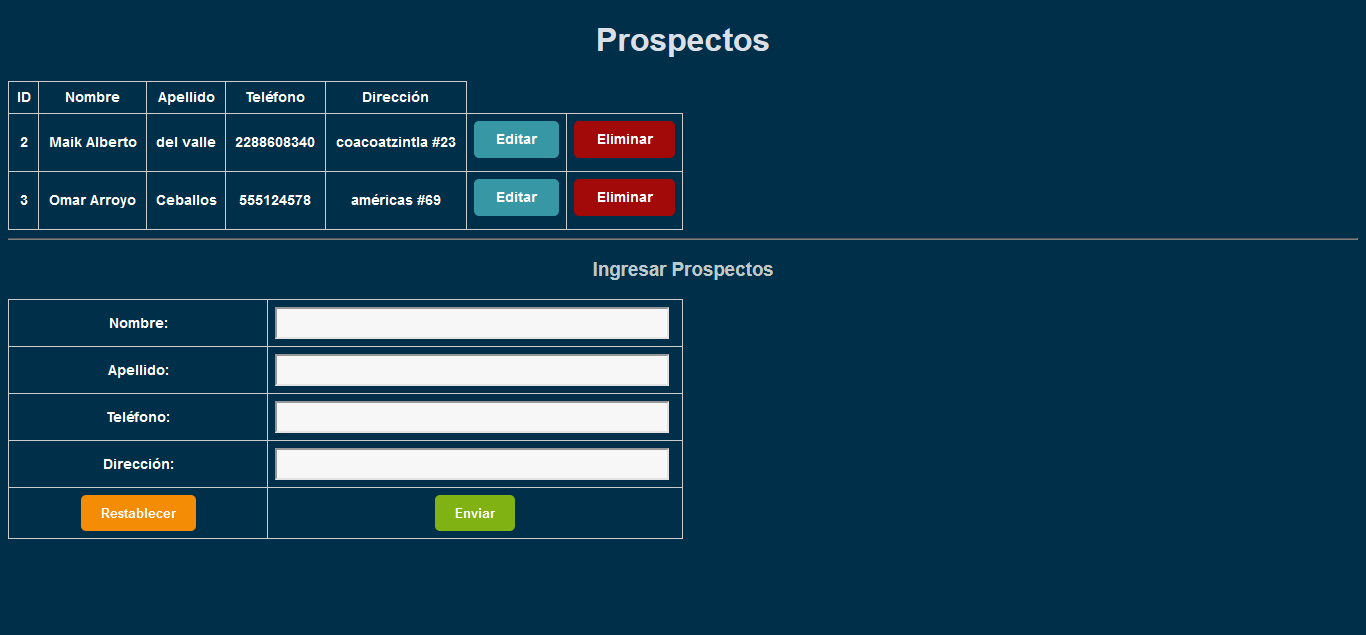 Prospectos
ID Nombre Apellido Teléfono Dirección
2 Maik Alberto del valle 2288608340 coacoatzintla #23 Editar Eliminar
3 Omar Arroyo Ceballos 555124578 américas #69 Editar Eliminar
Ingresar Prospectos
Nombre:
Apellido:
Teléfono:
Dirección:
Restablecer Enviar